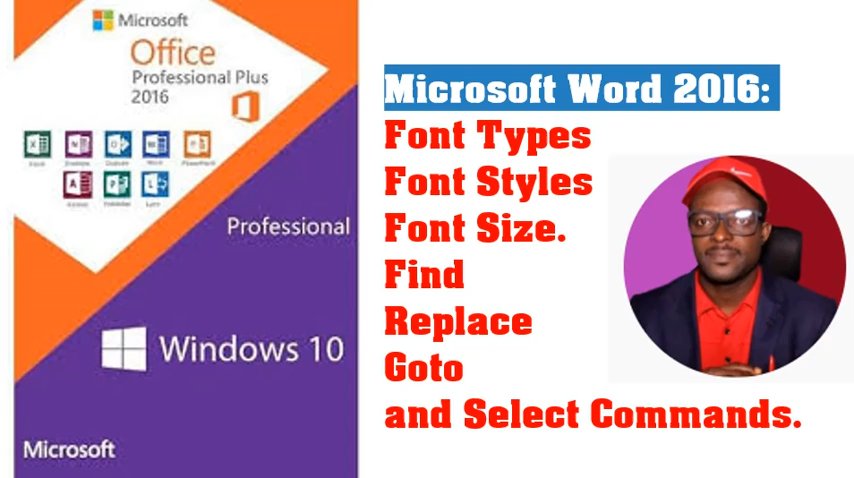 Microsoft
Office
Professional Plus
2016
Professional
Windows 10
Microsoft
Microsoft Word 2016:
Font Types
Font Styles
Font Size.
Find
Replace
Goto
and Select Commands.